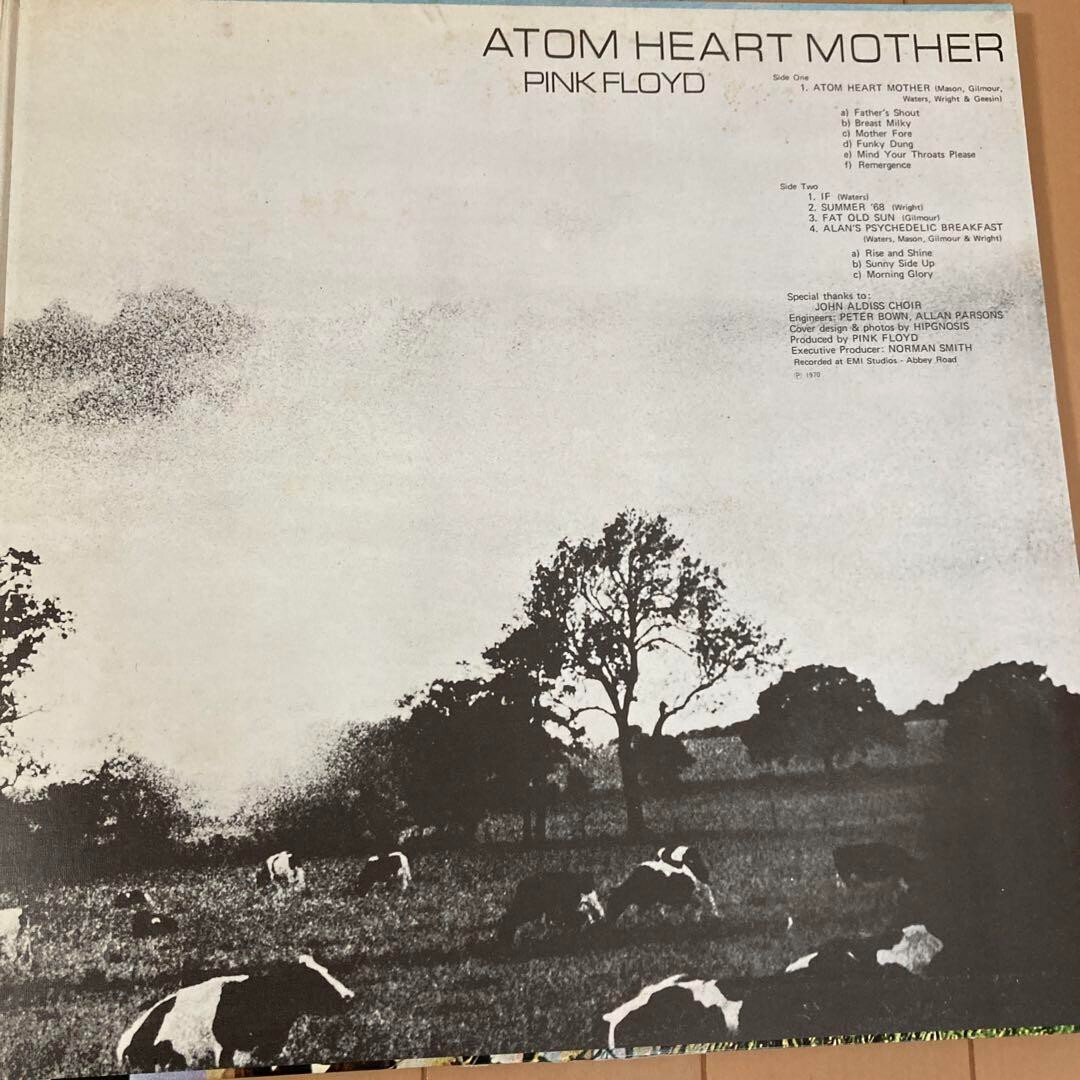 ATOM HEART MOTHER
PINK FLOYD
Side One
1. ATOM HEART MOTHER (Mason, Gilmour,
Waters, Wright & Geesin)
a) Father's Shout
b) Breast Milky
c) Mother Fore
d) Funky Dung
e) Mind Your Throats Please
f) Remergence
Side Two
1. IF (Waters)
2. SUMMER '68 (Wright)
3. FAT OLD SUN (Gilmour)
4. ALAN'S PSYCHEDELIC BREAKFAST
(Waters, Mason, Gilmour & Wright)
a) Rise and Shine
b) Sunny Side Up
c) Morning Glory
Special thanks to:
JOHN ALDISS CHOIR
Engineers: PETER BOWN, ALLAN PARSONS
Cover design & photos by HIPGNOSIS
Produced by PINK FLOYD
Executive Producer: NORMAN SMITH
Recorded at EMI Studios - Abbey Road
℗ 1970